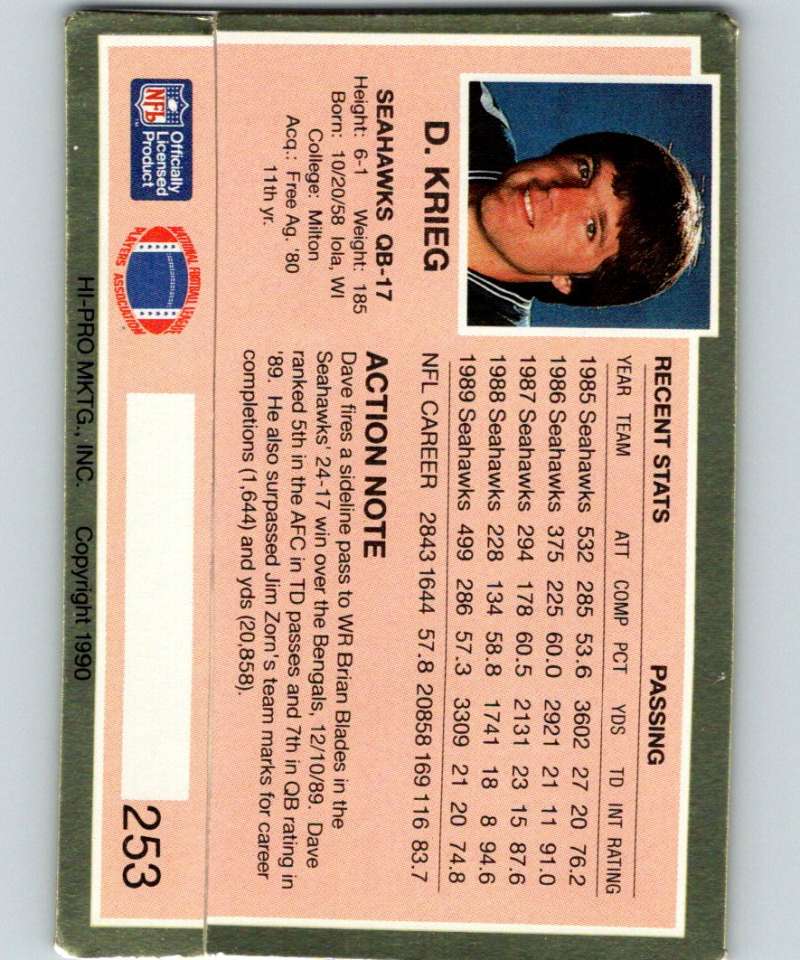 D. KRIEG
SEAHAWKS QB-17
Height: 6-1 Weight: 185
Born: 10/20/58 Iola, WI
College: Milton
Acq.: Free Ag. '80
11th yr.
NFL
Officially
Licensed
Product
NATIONAL FOOTBALL LEAGUE
PLAYERS ASSOCIATION
RECENT STATS PASSING
YEAR TEAM ATT COMP PCT YDS TD INT RATING
1985 Seahawks 532 285 53.6 3602 27 20 76.2
1986 Seahawks 375 225 60.0 2921 21 11 91.0
1987 Seahawks 294 178 60.5 2131 23 15 87.6
1988 Seahawks 228 134 58.8 1741 18 8 94.6
1989 Seahawks 499 286 57.3 3309 21 20 74.8
NFL CAREER 2843 1644 57.8 20858 169 116 83.7
ACTION NOTE
Dave fires a sideline pass to WR Brian Blades in the
Seahawks' 24-17 win over the Bengals, 12/10/89. Dave
ranked 5th in the AFC in TD passes and 7th in QB rating in
'89. He also surpassed Jim Zorn's team marks for career
completions (1,644) and yds (20,858).
253
HI-PRO MKTG., INC. Copyright 1990